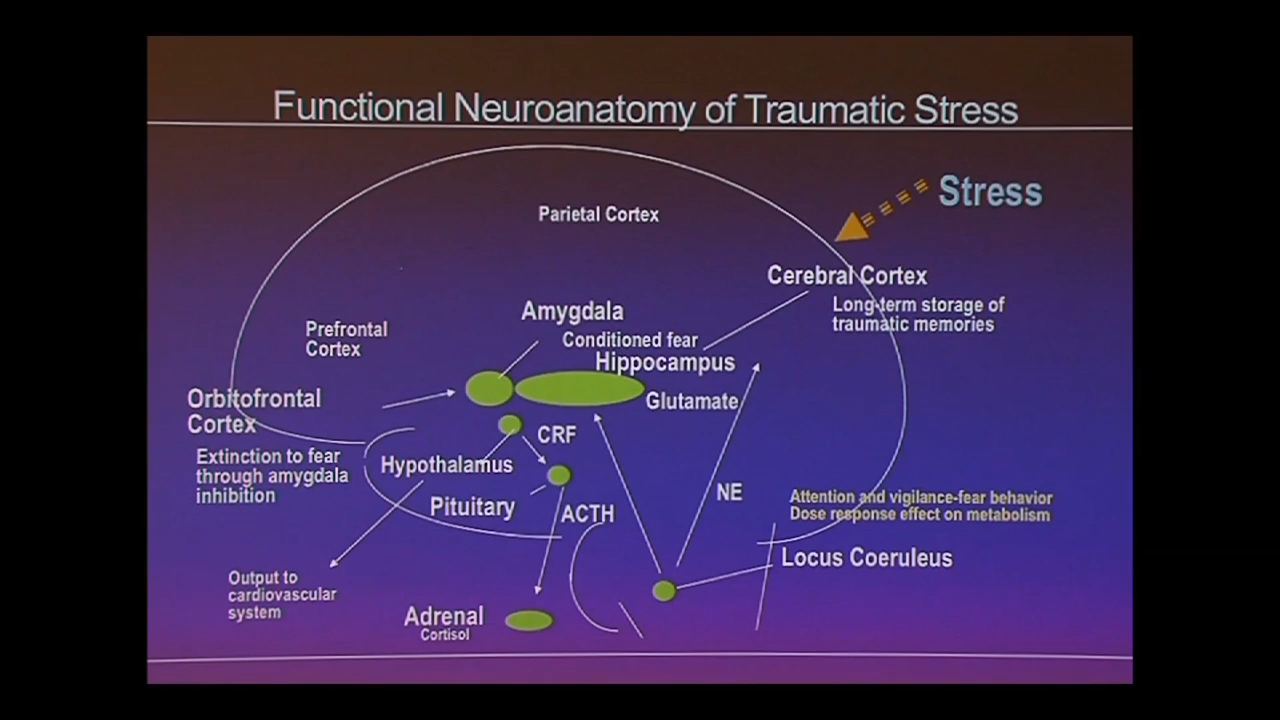 Functional Neuroanatomy of Traumatic Stress
Stress
Parietal Cortex
Cerebral Cortex
Long-term storage of
traumatic memories
Amygdala
Conditioned fear
Hippocampus
Glutamate
Prefrontal
Cortex
Orbitofrontal
Cortex
Extinction to fear
through amygdala
inhibition
CRF
Hypothalamus
Pituitary
ACTH
NE
Attention and vigilance-fear behavior
Dose response effect on metabolism
Locus Coeruleus
Output to
cardiovascular
system
Adrenal
Cortisol